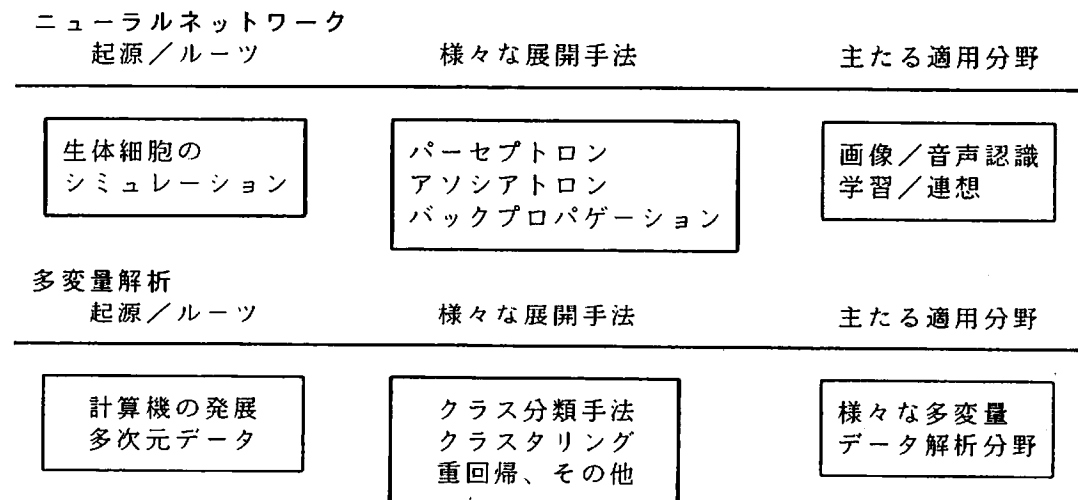 ニューラルネットワーク
起源／ルーツ　様々な展開手法　主たる適用分野
生体細胞の
シミュレーション
パーセプトロン
アソシアトロン
バックプロパゲーション
画像／音声認識
学習／連想
多変量解析
起源／ルーツ　様々な展開手法　主たる適用分野
計算機の発展
多次元データ
クラス分類手法
クラスタリング
重回帰、その他
様々な多変量
データ解析分野